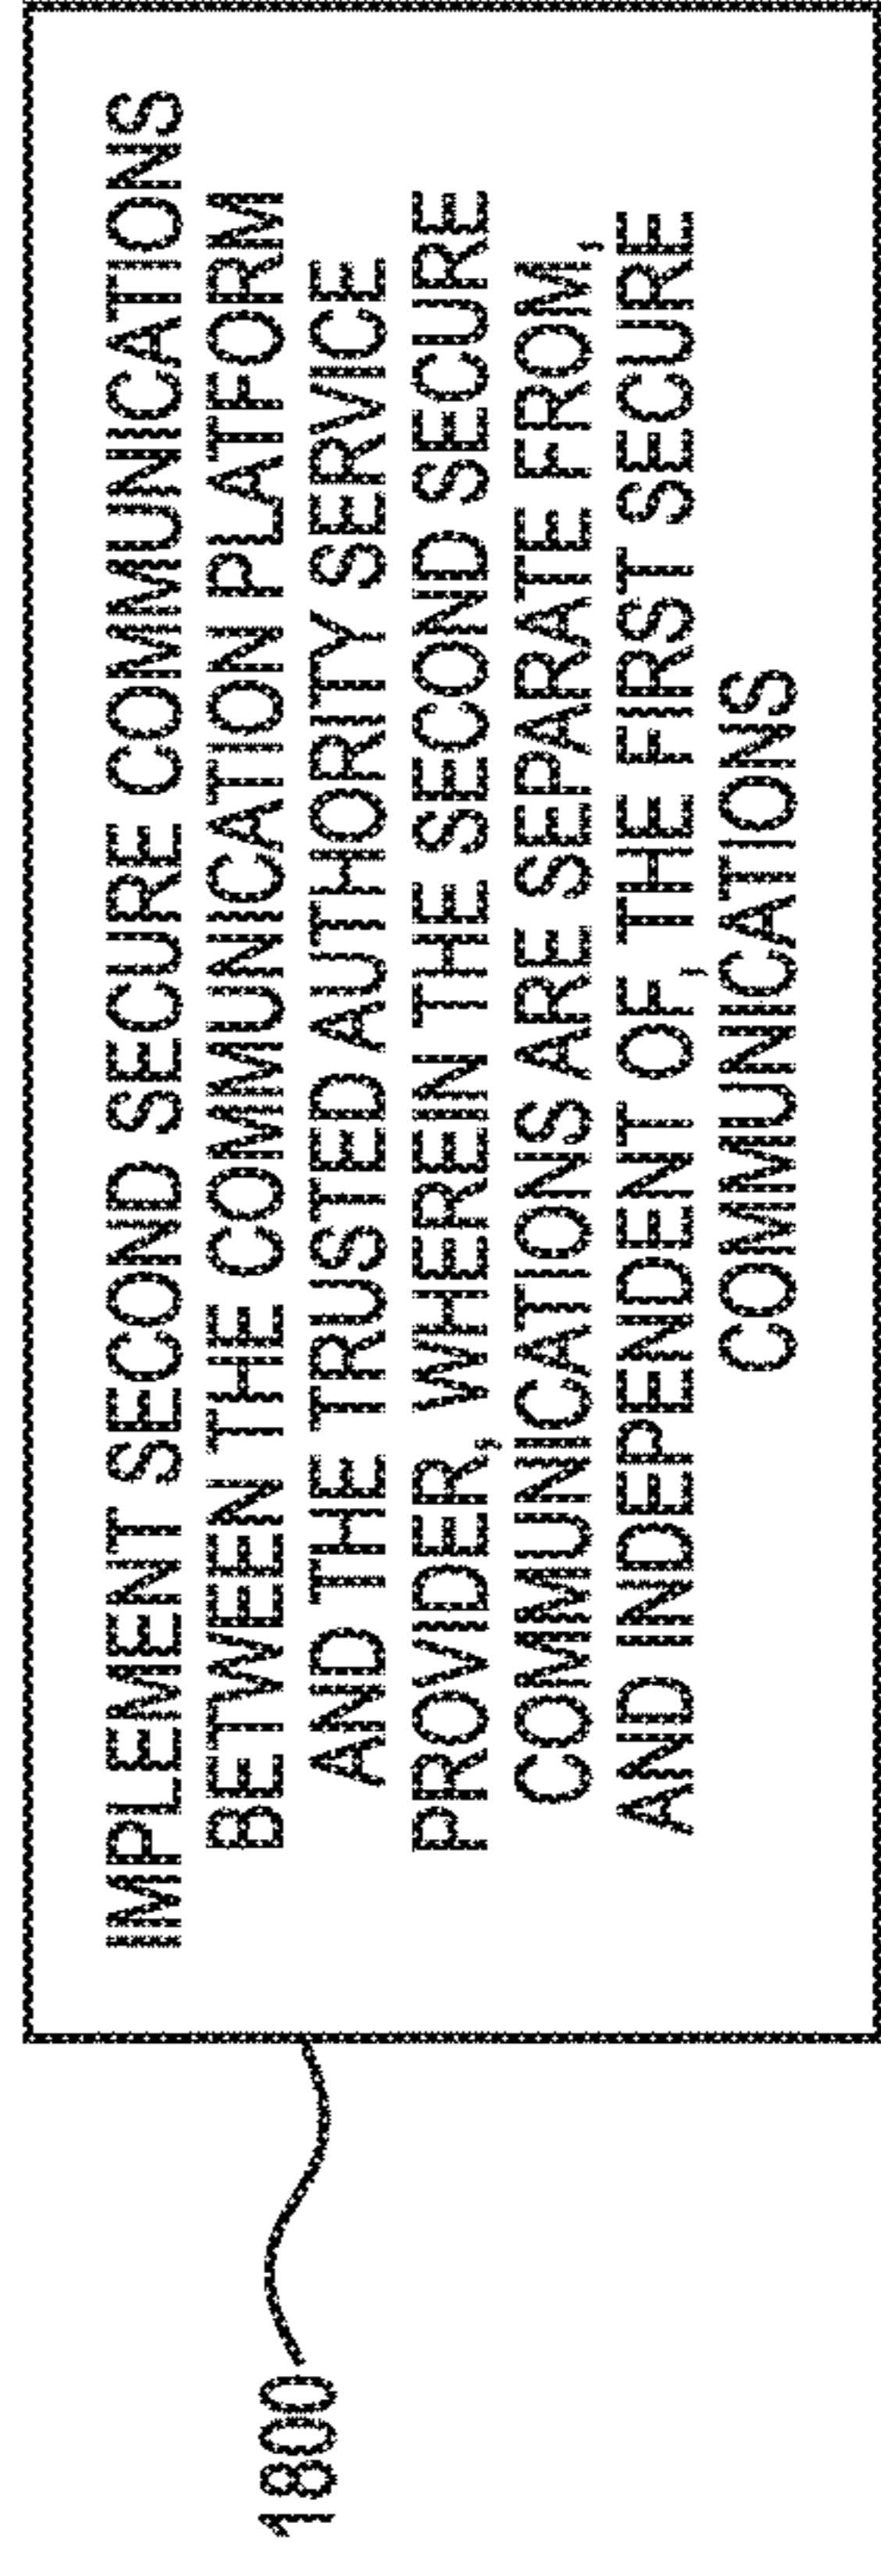 1800
IMPLEMENT SECOND SECURE COMMUNICATIONS
BETWEEN THE COMMUNICATION PLATFORM
AND THE TRUSTED AUTHORITY SERVICE
PROVIDER, WHEREIN THE SECOND SECURE
COMMUNICATIONS ARE SEPARATE FROM,
AND INDEPENDENT OF, THE FIRST SECURE
COMMUNICATIONS